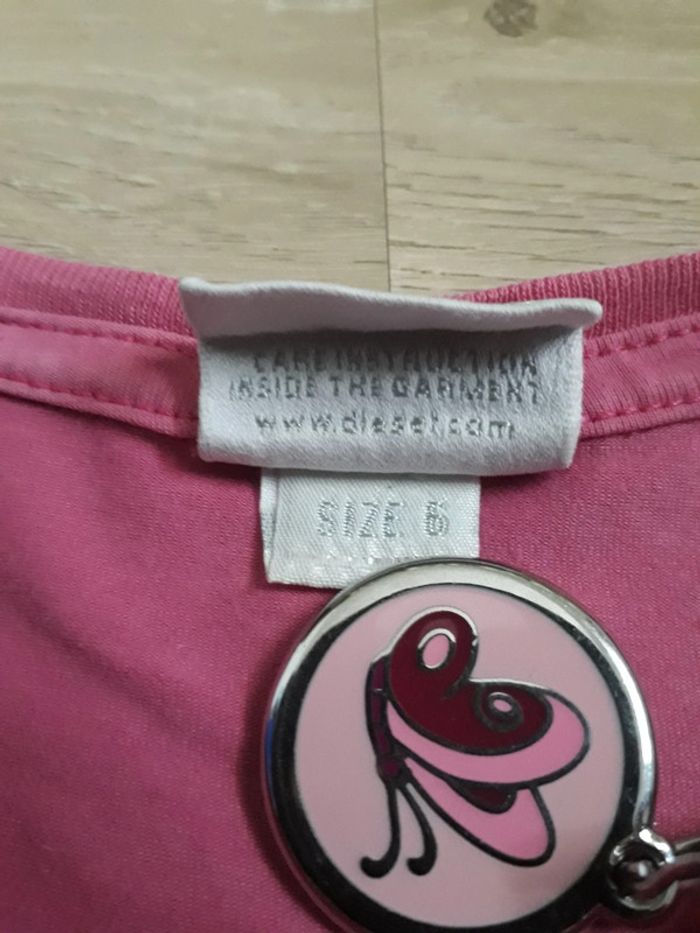 CARE INSTRUCTION
INSIDE THE GARMENT
www.diesel.com
SIZE 6